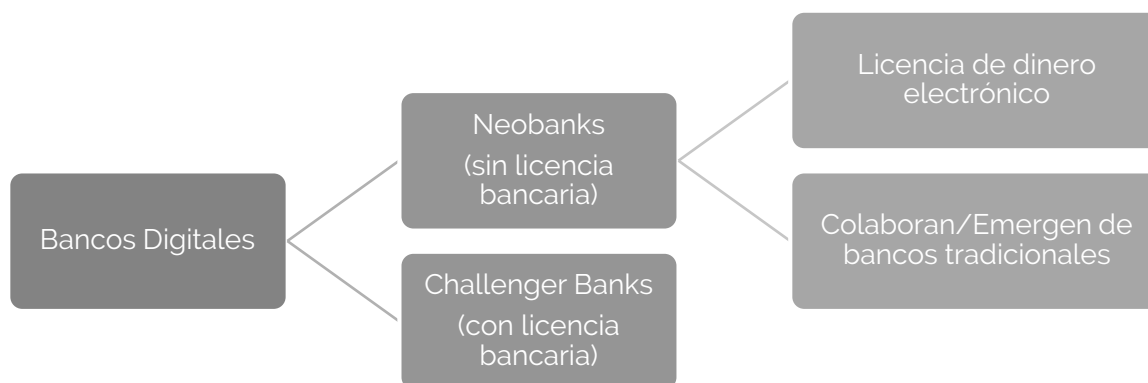 Bancos Digitales
Neobanks
(sin licencia
bancaria)
Challenger Banks
(con licencia
bancaria)
Licencia de dinero
electrónico
Colaboran/Emergen de
bancos tradicionales